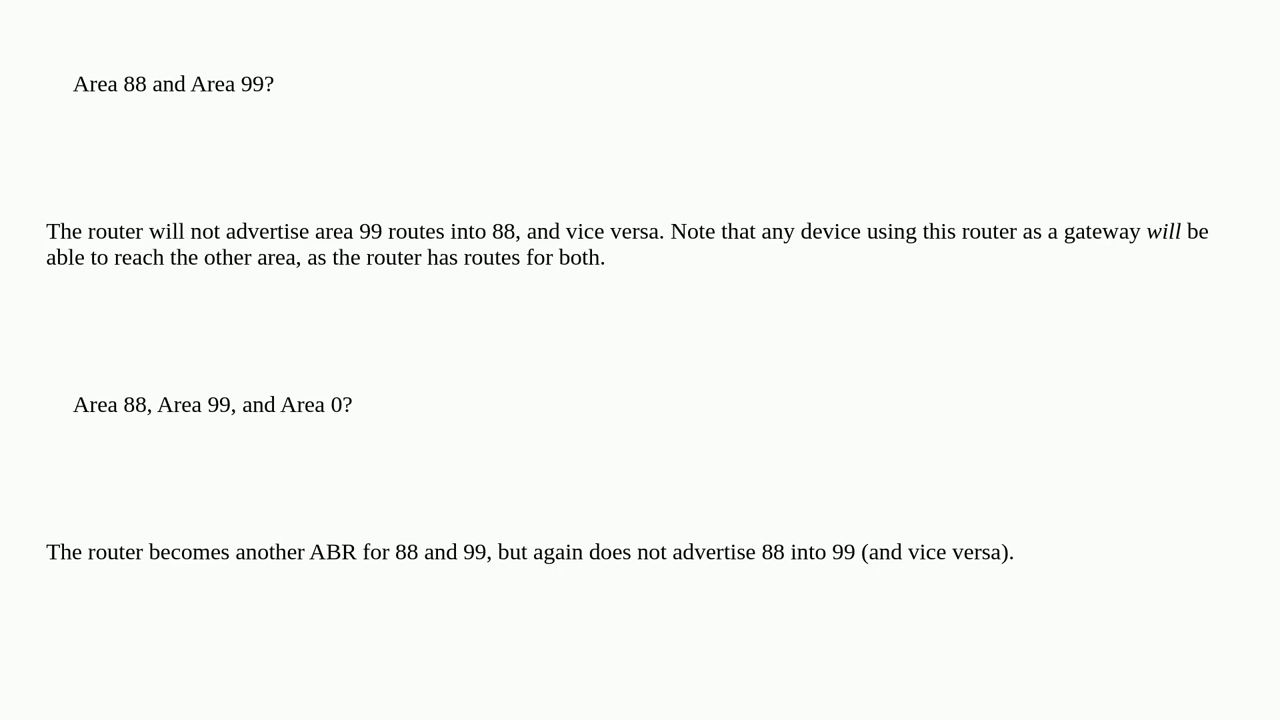 Area 88 and Area 99?
The router will not advertise area 99 routes into 88, and vice versa. Note that any device using this router as a gateway will be
able to reach the other area, as the router has routes for both.
Area 88, Area 99, and Area 0?
The router becomes another ABR for 88 and 99, but again does not advertise 88 into 99 (and vice versa).